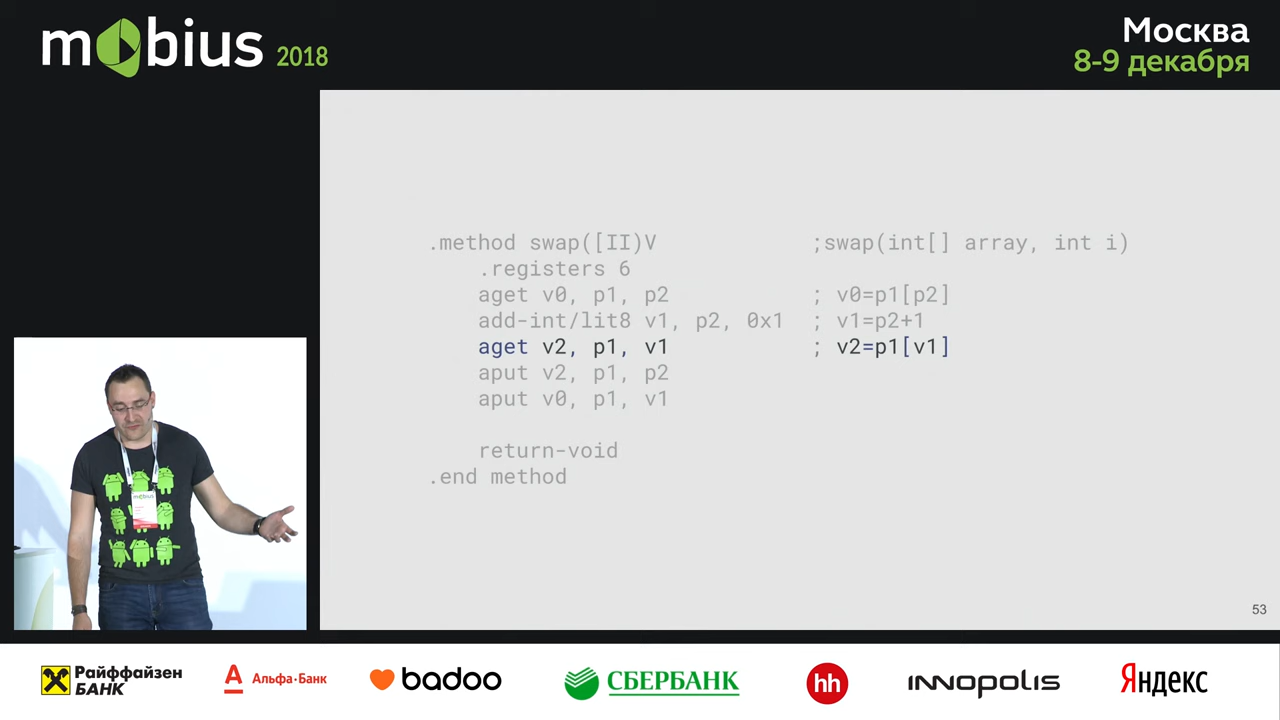 mobius 2018
Москва
8-9 декабря
.method swap([II)V ;swap(int[] array, int i)
.registers 6
aget v0, p1, p2 ; v0=p1[p2]
add-int/lit8 v1, p2, 0x1 ; v1=p2+1
aget v2, p1, v1 ; v2=p1[v1]
aput v2, p1, p2
aput v0, p1, v1
return-void
.end method
53
mobius
Райффайзен
БАНК
Альфа·Банк
badoo
СБЕРБАНК
hh
INNOPOLIS
Яндекс